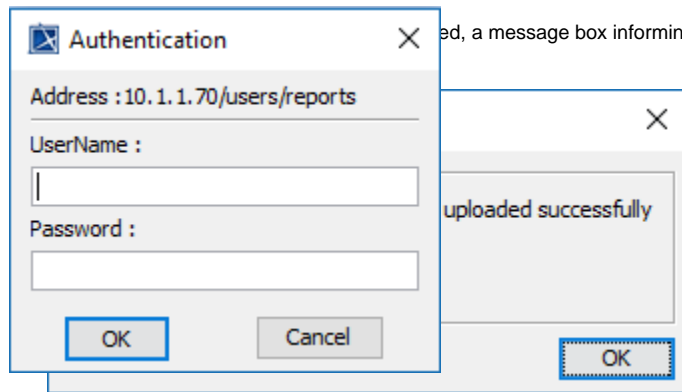 Authentication
ed, a message box informin
Address :10.1.1.70/users/reports
UserName :
uploaded successfully
Password :
OK
Cancel
OK